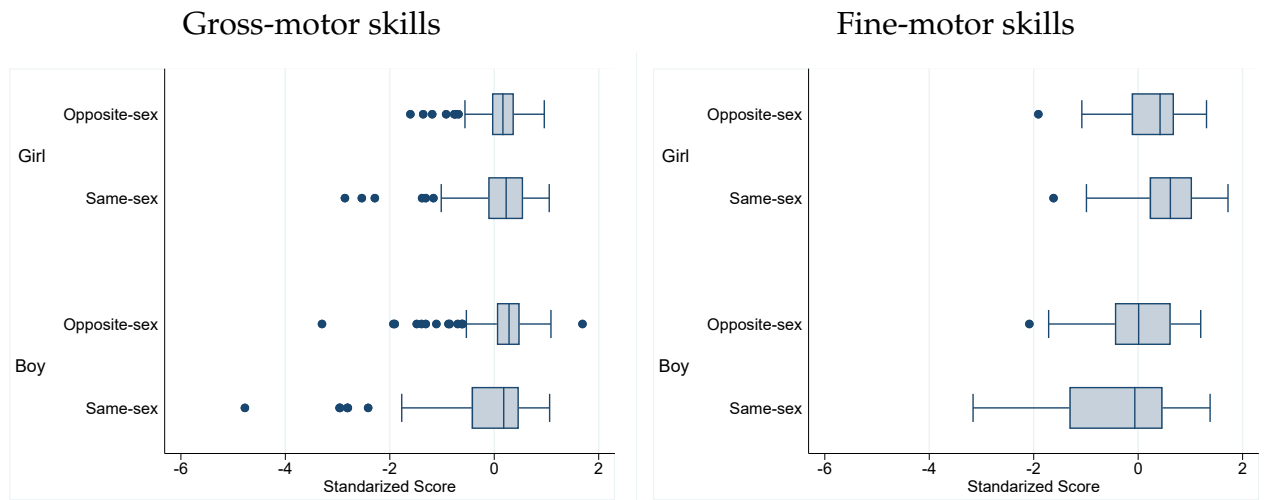 Gross-motor skills
Opposite-sex
Girl
Same-sex
Opposite-sex
Boy
Same-sex
-6 -4 -2 0 2
Standarized Score
Fine-motor skills
Opposite-sex
Girl
Same-sex
Opposite-sex
Boy
Same-sex
-6 -4 -2 0 2
Standarized Score